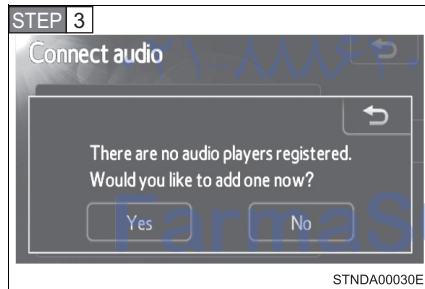 STEP 3
Connect audio
There are no audio players registered.
Would you like to add one now?
Yes
No
STNDA00030E